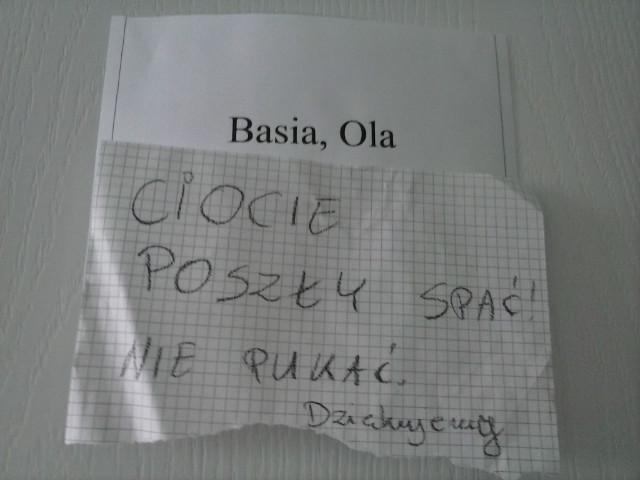 Basia, Ola
CIOCIE
POSZŁY SPAĆ!
NIE PUKAĆ.
Dziękujemy